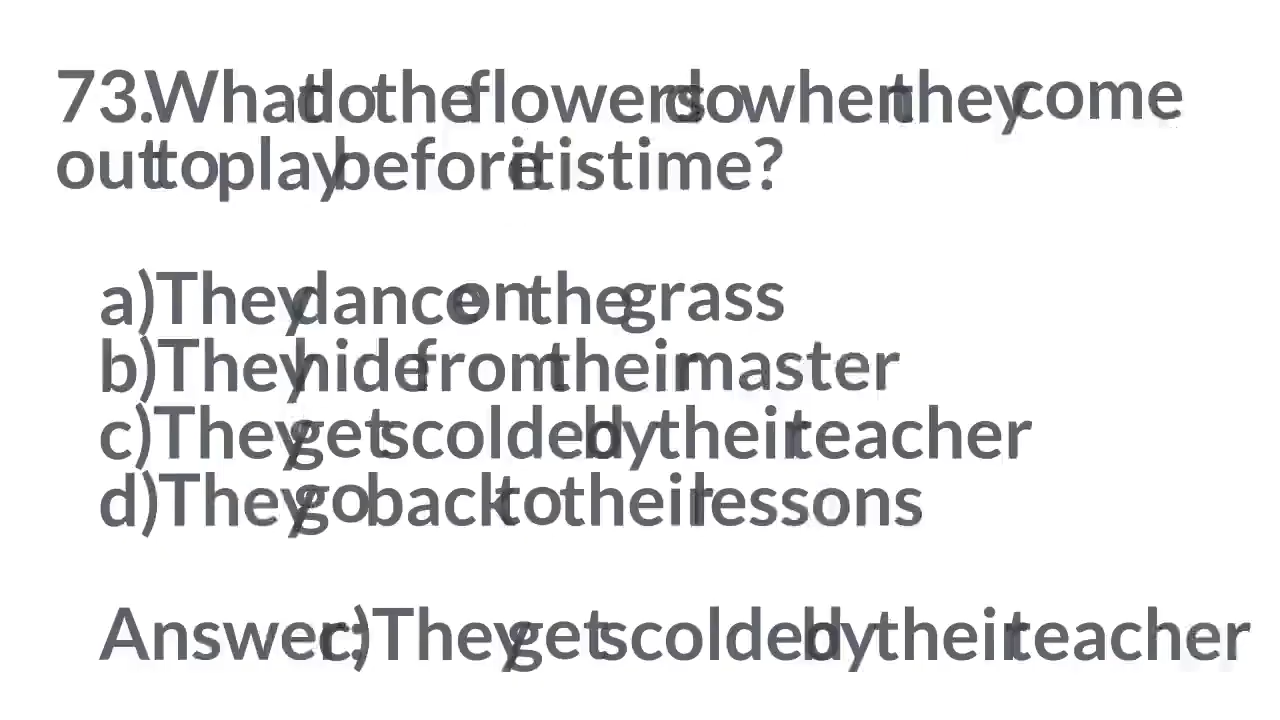 73.What do the flowers do when they come
out to play before it is time?
a)They dance on the grass
b)They hide from their master
c)They get scolded by their teacher
d)They go back to their lessons
Answer: c)They get scolded by their teacher